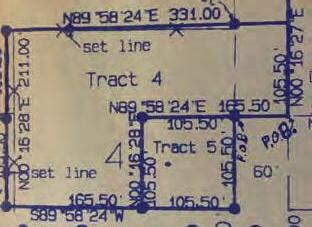 N89°58'24"E 331.00
set line
Tract 4
211.00
N00°16'28"E
N00°16'27"E
105.50'
N89°58'24"E 165.50
105.50'
105.50'
N00°16'28"E
105.50'
Tract 5
105.50'
P.O.B.
P.O.B.
4
60'
set line
165.50'
105.50'
S89°58'24"W